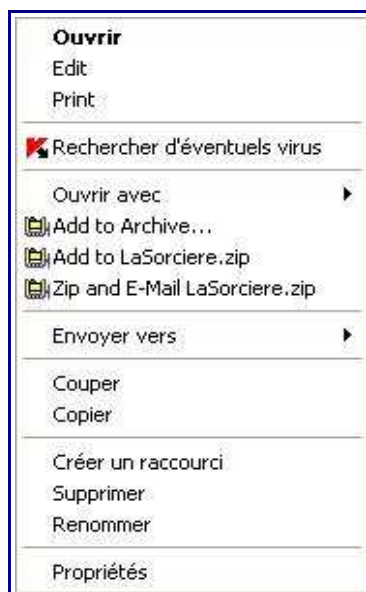 Ouvrir
Edit
Print
Rechercher d'éventuels virus
Ouvrir avec
Add to Archive...
Add to LaSorciere.zip
Zip and E-Mail LaSorciere.zip
Envoyer vers
Couper
Copier
Créer un raccourci
Supprimer
Renommer
Propriétés